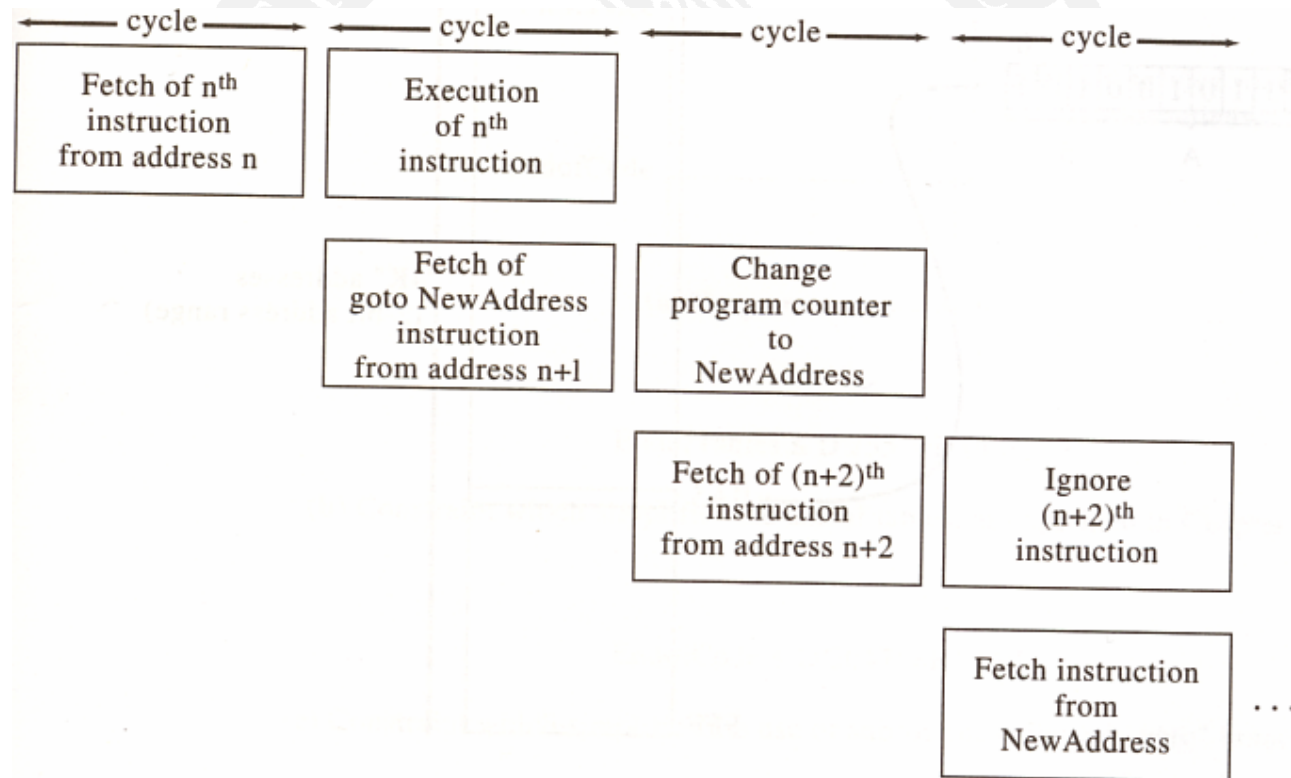 cycle cycle cycle cycle
Fetch of nᵗʰ
instruction
from address n
Execution
of nᵗʰ
instruction
Fetch of
goto NewAddress
instruction
from address n+1
Change
program counter
to
NewAddress
Fetch of (n+2)ᵗʰ
instruction
from address n+2
Ignore
(n+2)ᵗʰ
instruction
Fetch instruction
from
NewAddress
. . .